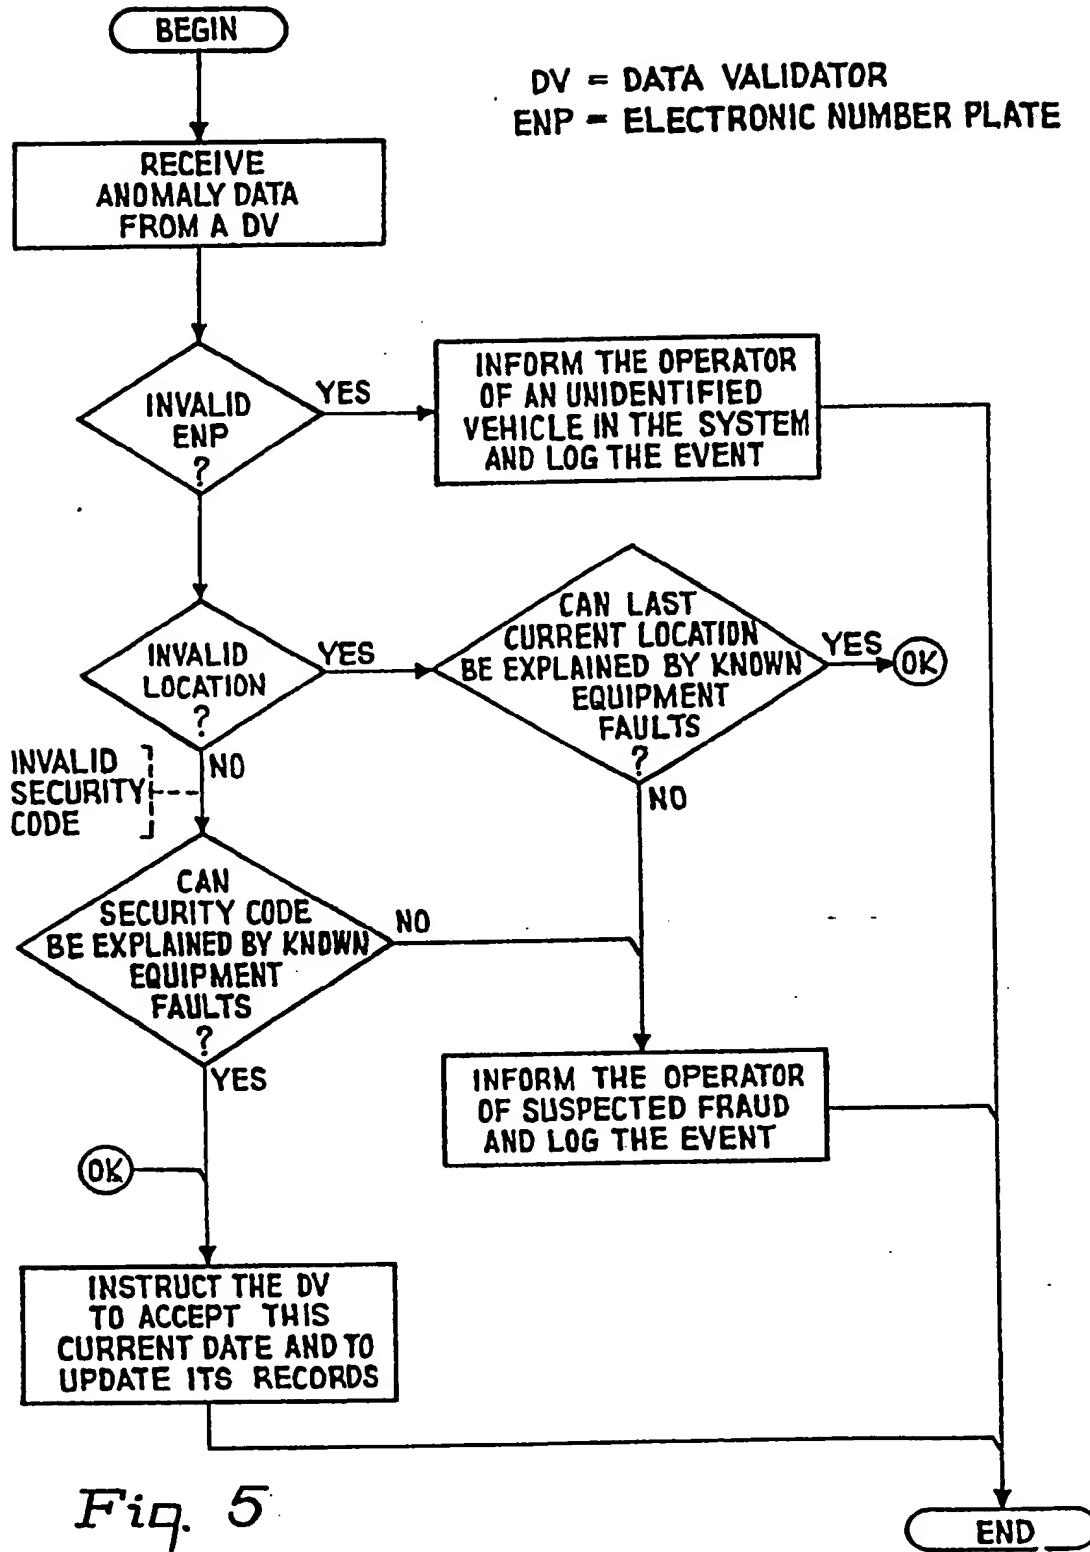 BEGIN
DV = DATA VALIDATOR
ENP = ELECTRONIC NUMBER PLATE
RECEIVE
ANOMALY DATA
FROM A DV
INVALID
ENP
?
YES
INFORM THE OPERATOR
OF AN UNIDENTIFIED
VEHICLE IN THE SYSTEM
AND LOG THE EVENT
INVALID
LOCATION
?
YES
CAN LAST
CURRENT LOCATION
BE EXPLAINED BY KNOWN
EQUIPMENT
FAULTS
?
YES
OK
NO
NO
INVALID
SECURITY
CODE
CAN
SECURITY CODE
BE EXPLAINED BY KNOWN
EQUIPMENT
FAULTS
?
NO
YES
INFORM THE OPERATOR
OF SUSPECTED FRAUD
AND LOG THE EVENT
OK
INSTRUCT THE DV
TO ACCEPT THIS
CURRENT DATE AND TO
UPDATE ITS RECORDS
Fig. 5
END